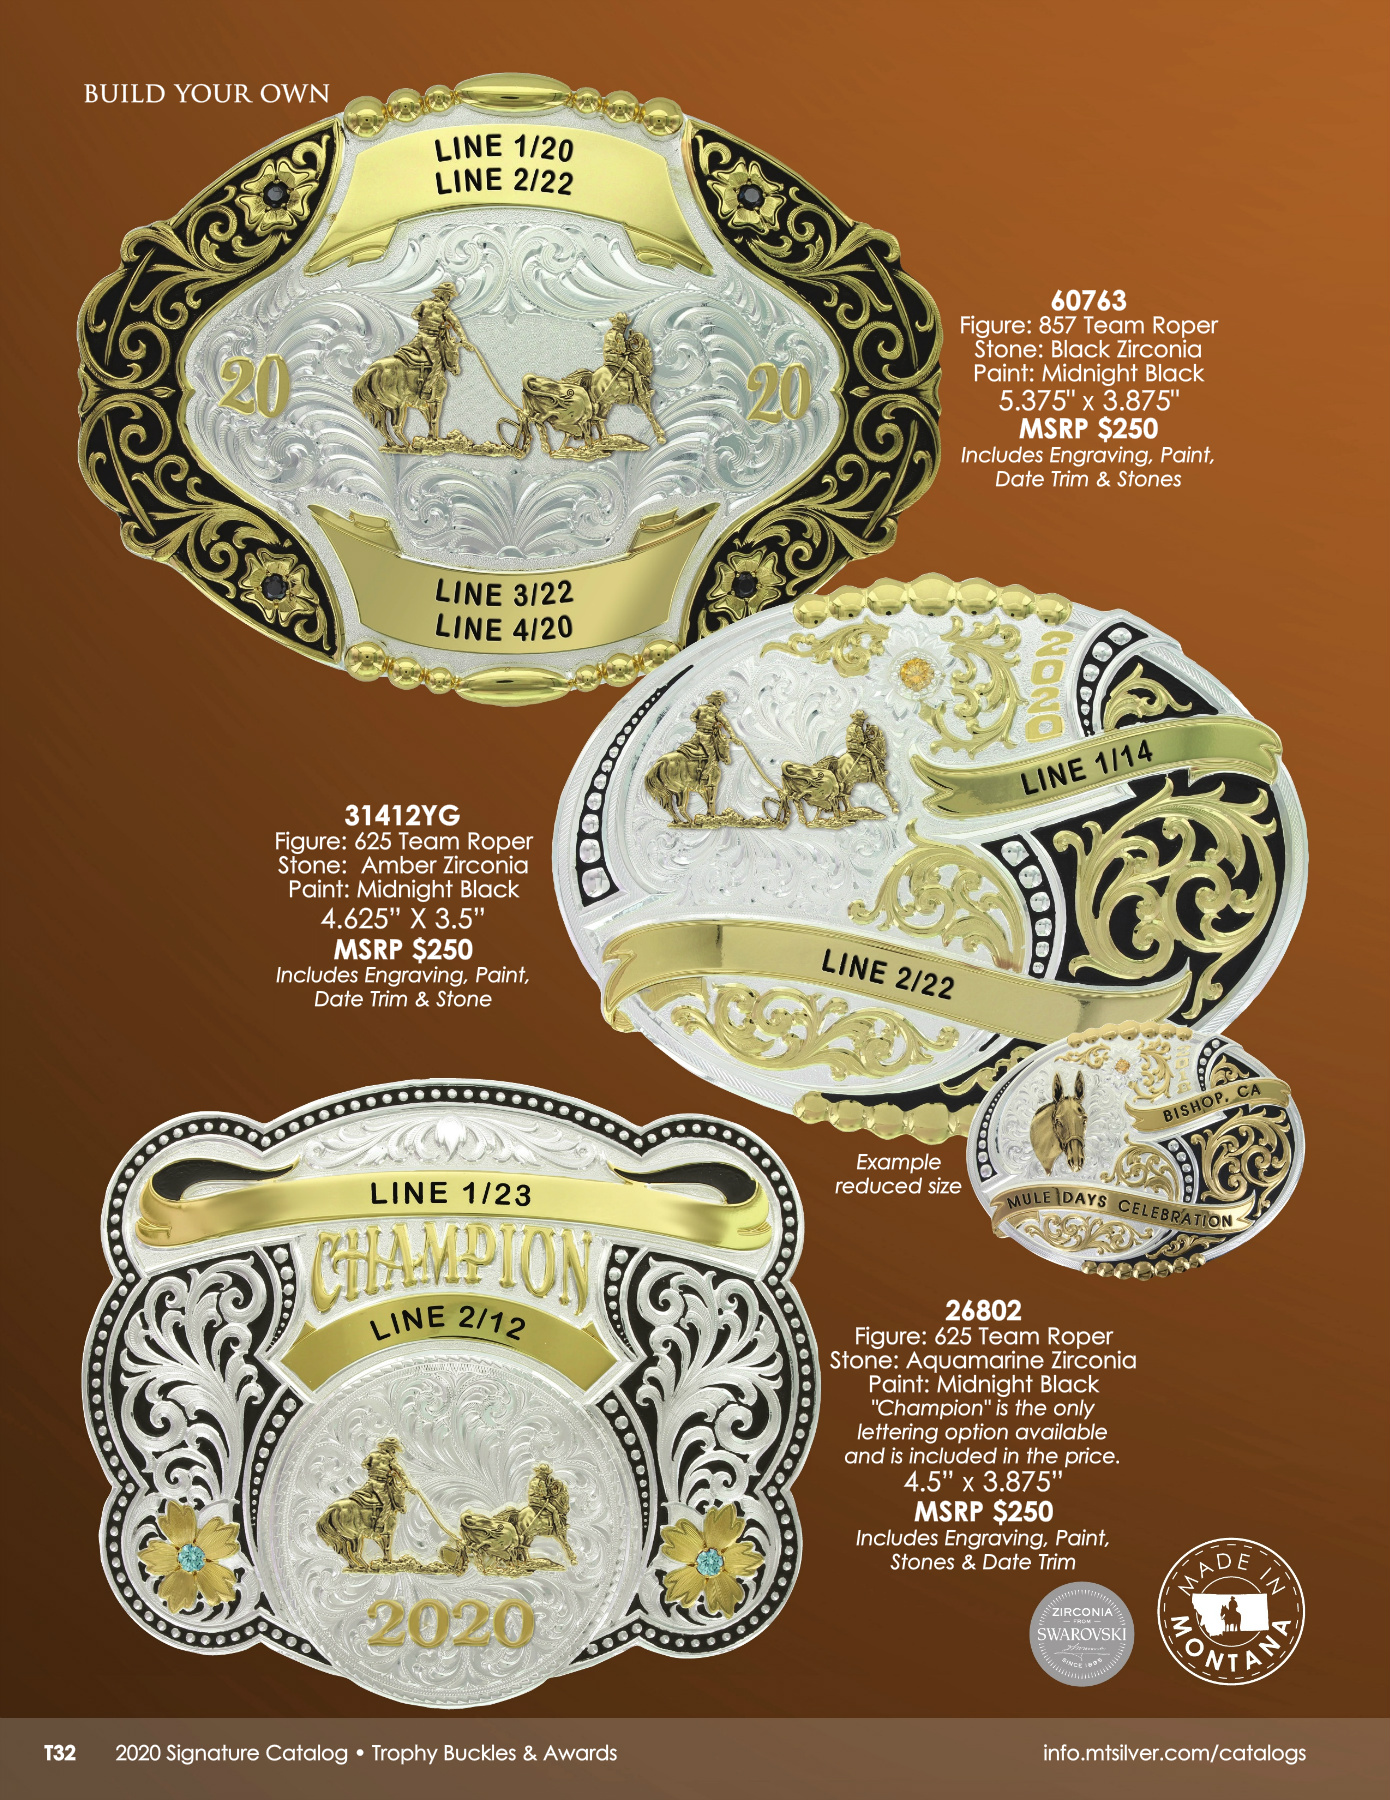 BUILD YOUR OWN
LINE 1/20
LINE 2/22
20
20
LINE 3/22
LINE 4/20
60763
Figure: 857 Team Roper
Stone: Black Zirconia
Paint: Midnight Black
5.375" x 3.875"
MSRP $250
Includes Engraving, Paint,
Date Trim & Stones
2020
LINE 1/14
LINE 2/22
31412YG
Figure: 625 Team Roper
Stone: Amber Zirconia
Paint: Midnight Black
4.625” X 3.5”
MSRP $250
Includes Engraving, Paint,
Date Trim & Stone
BISHOP, CA
MULE DAYS CELEBRATION
Example
reduced size
LINE 1/23
CHAMPION
LINE 2/12
2020
26802
Figure: 625 Team Roper
Stone: Aquamarine Zirconia
Paint: Midnight Black
"Champion" is the only
lettering option available
and is included in the price.
4.5” x 3.875”
MSRP $250
Includes Engraving, Paint,
Stones & Date Trim
ZIRCONIA
FROM
SWAROVSKI
SINCE 1895
MADE IN
MONTANA
T32 2020 Signature Catalog • Trophy Buckles & Awards
info.mtsilver.com/catalogs